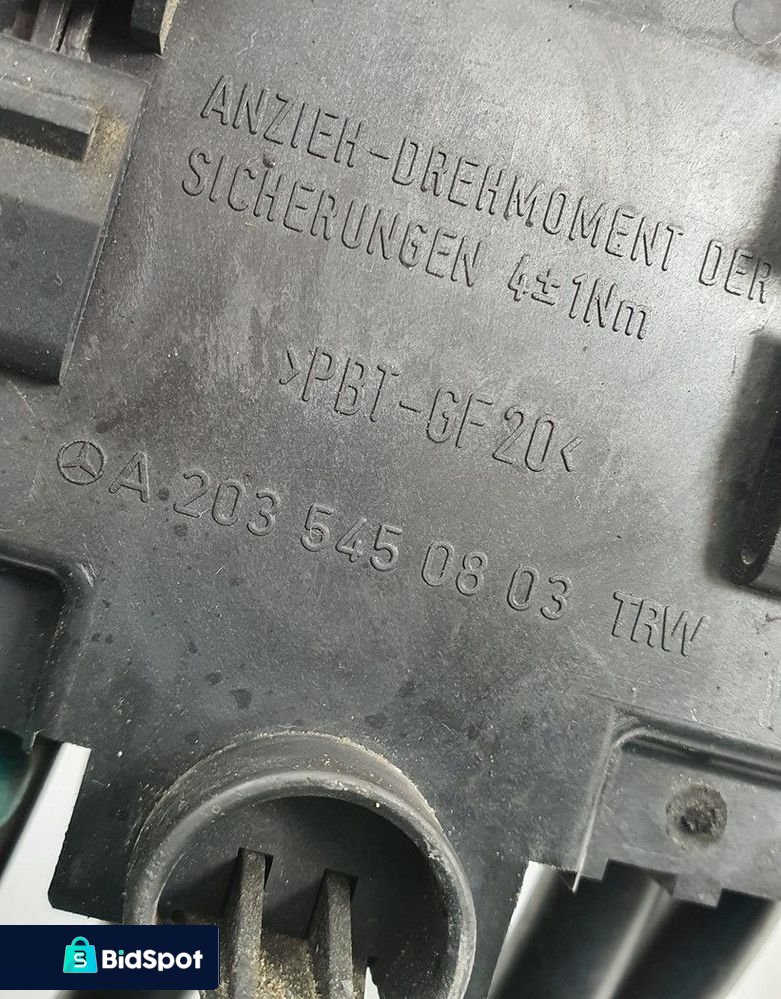 ANZIEH-DREHMOMENT DER
SICHERUNGEN 4±1Nm
>PBT-GF20<
A 203 545 08 03 TRW
BidSpot